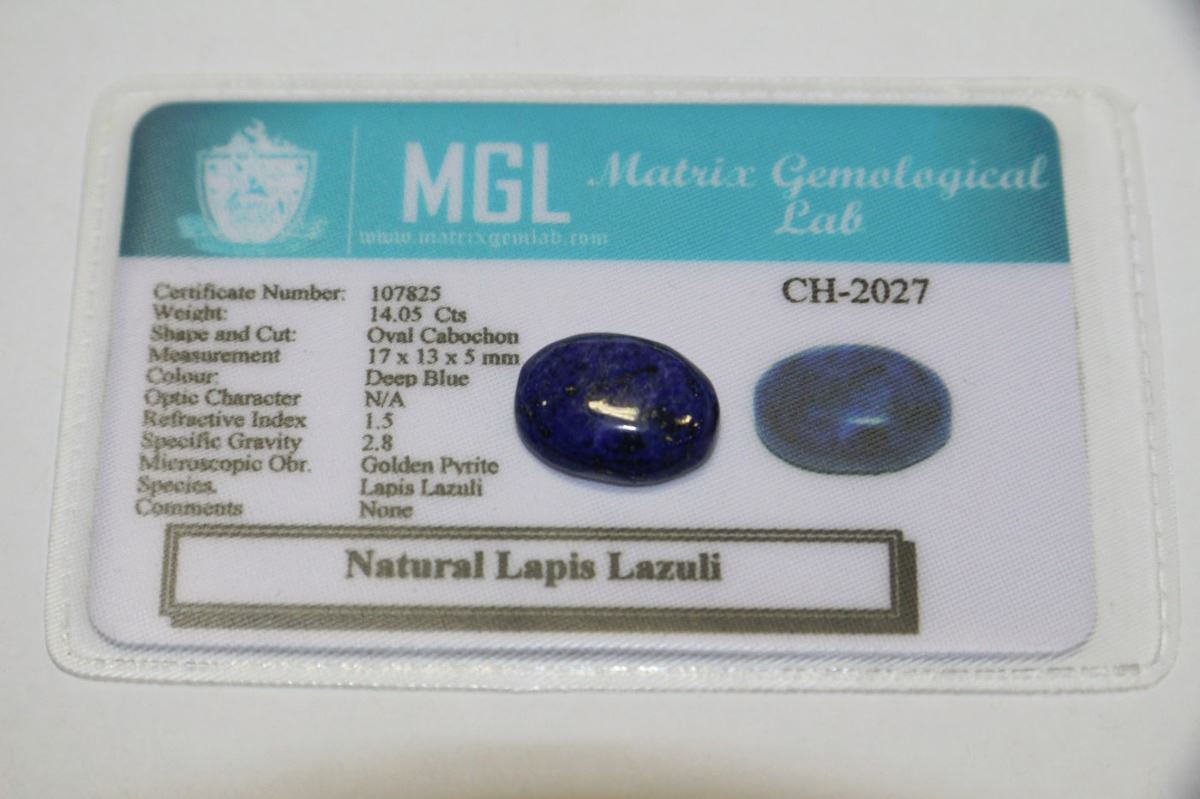 MGL
www.matrixgemlab.com
Matrix Gemological
Lab
CH-2027
Certificate Number: 107825
Weight: 14.05 Cts
Shape and Cut: Oval Cabochon
Measurement 17 x 13 x 5 mm
Colour: Deep Blue
Optic Character N/A
Refractive Index 1.5
Specific Gravity 2.8
Microscopic Obr. Golden Pyrite
Species. Lapis Lazuli
Comments None
Natural Lapis Lazuli